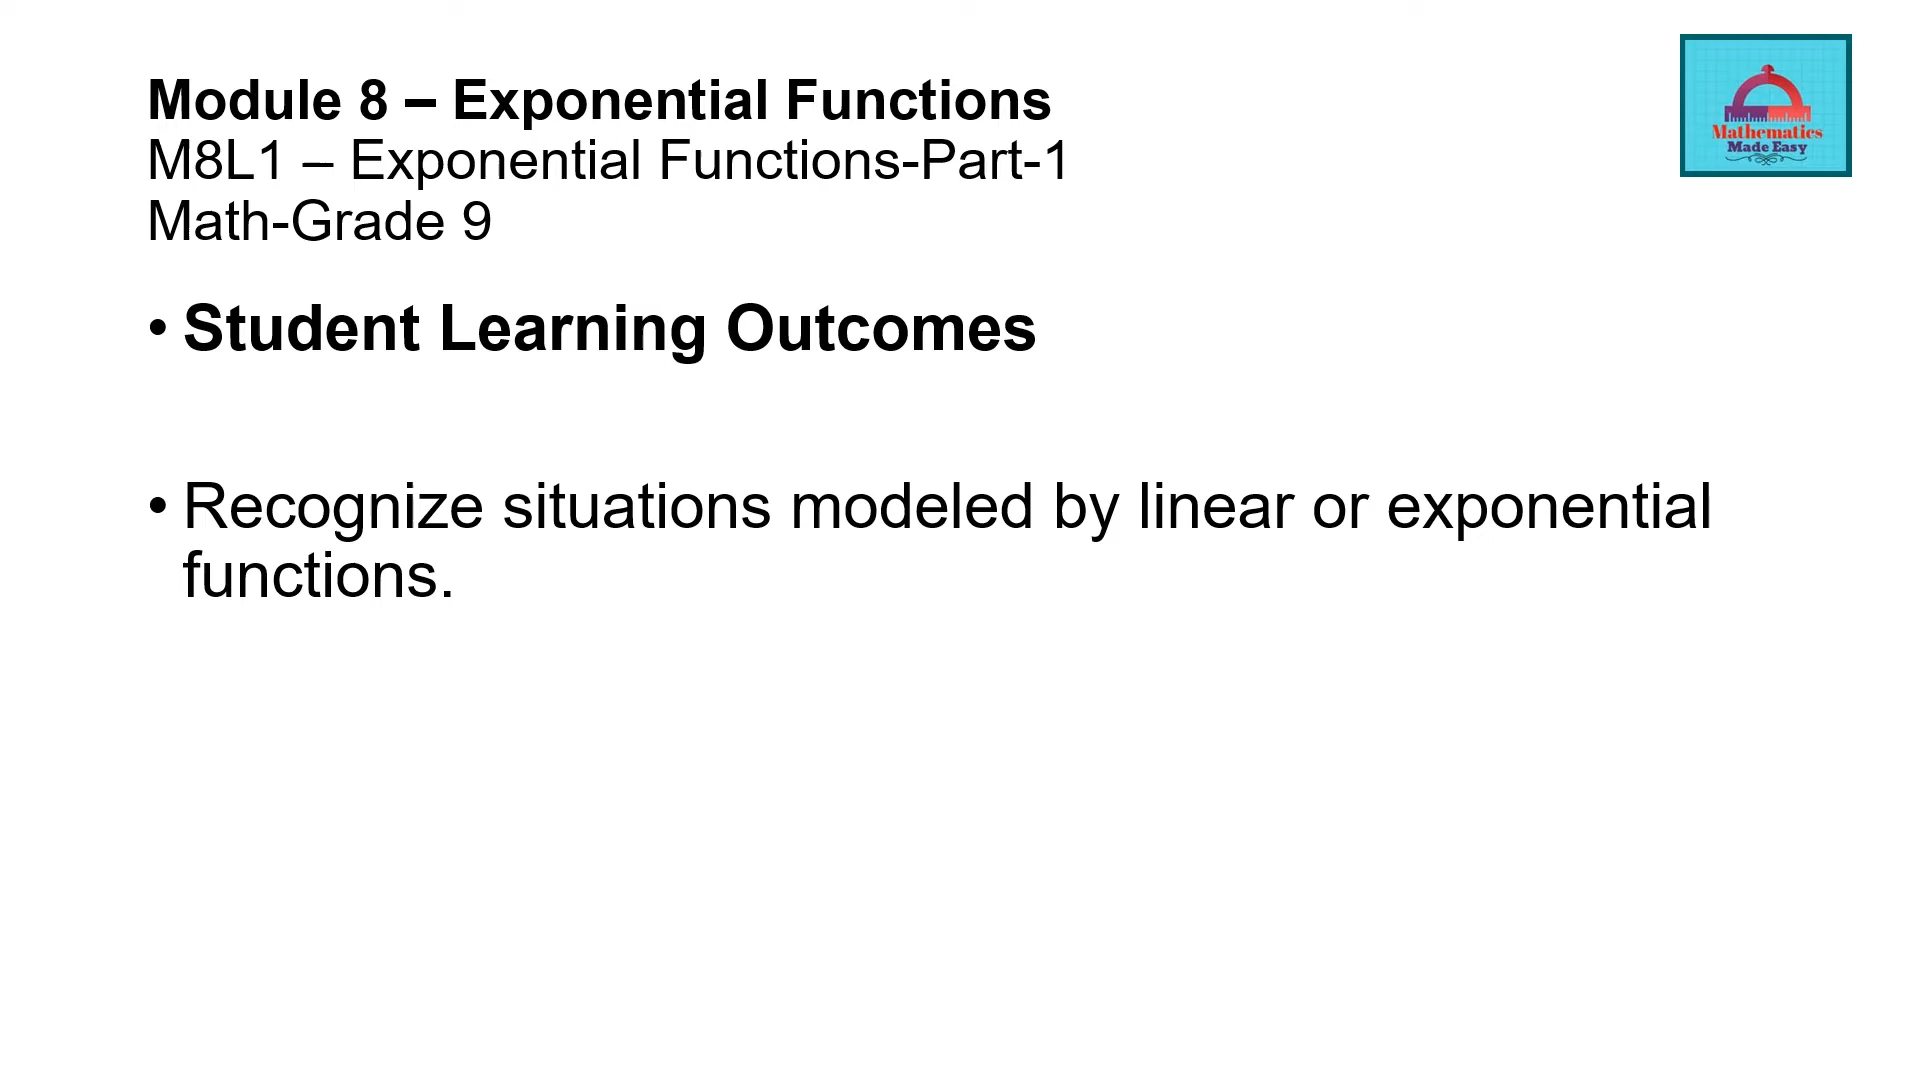 Module 8 – Exponential Functions
M8L1 – Exponential Functions-Part-1
Math-Grade 9
Mathematics
Made Easy
• Student Learning Outcomes
• Recognize situations modeled by linear or exponential
functions.